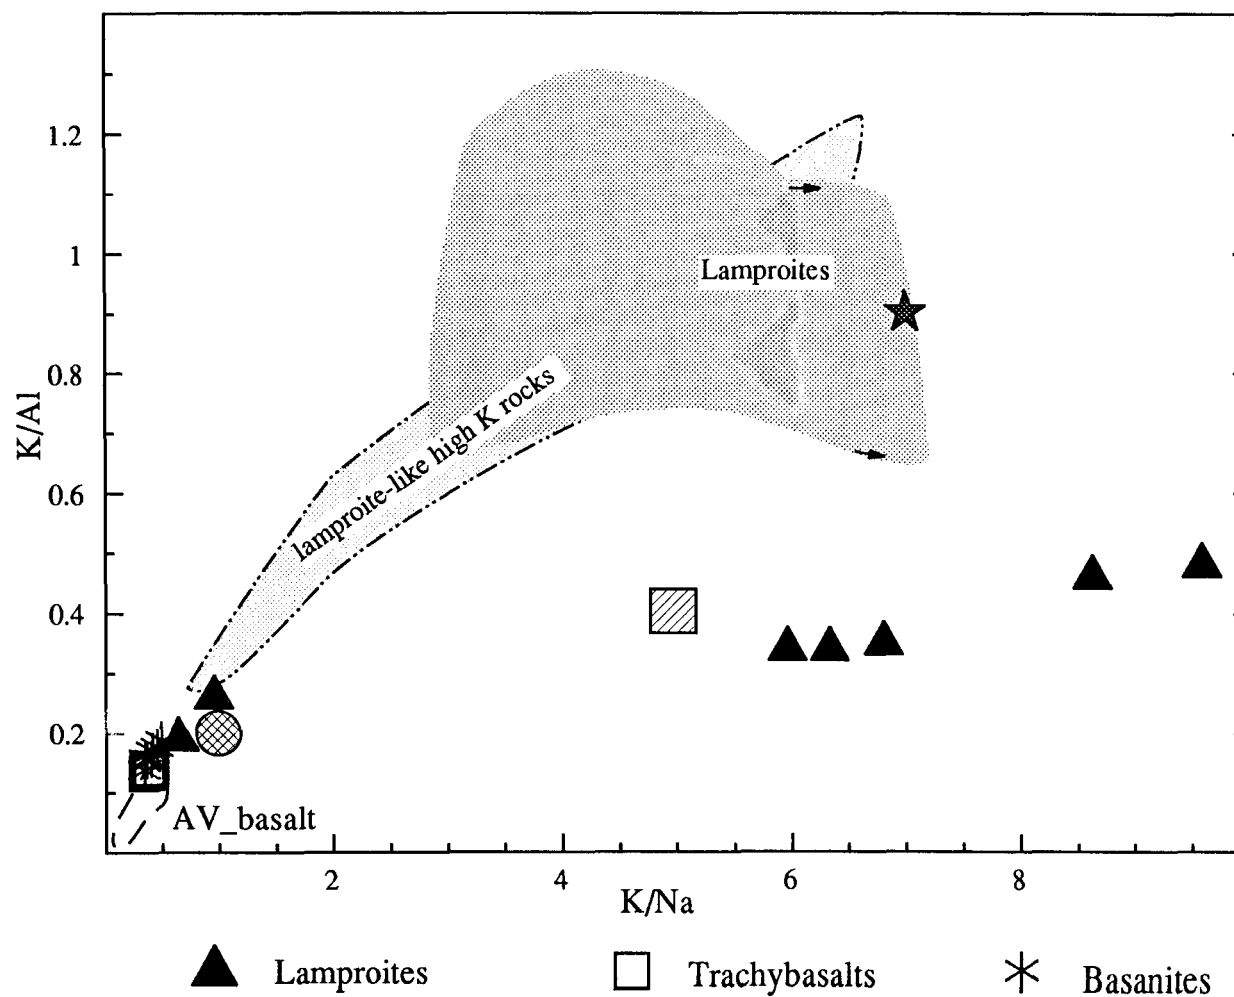 1.2
1
Lamproites
0.8
K/Al
lamproite-like high K rocks
0.6
0.4
0.2
AV_basalt
2
4
6
8
K/Na
Lamproites
Trachybasalts
Basanites